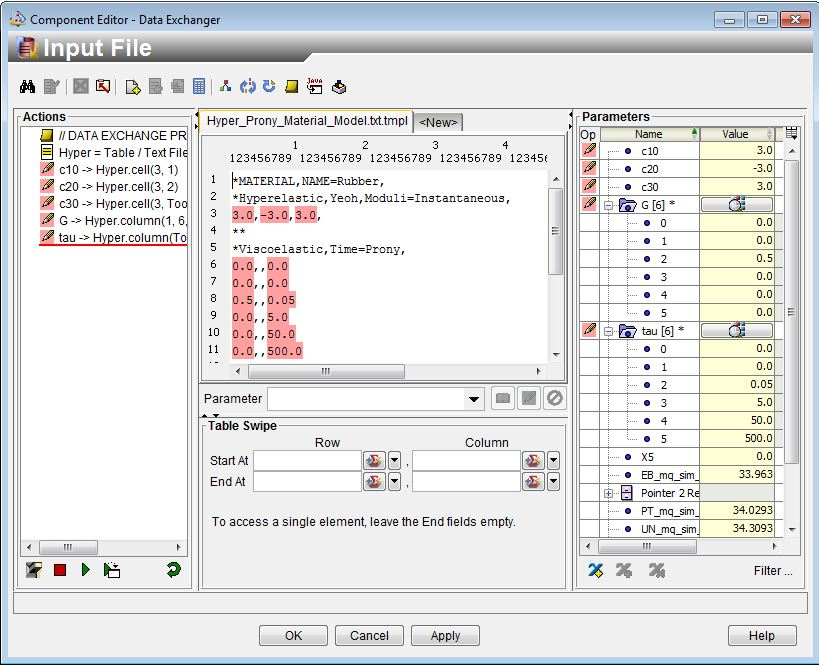 Component Editor - Data Exchanger
Input File
JAVA
Actions
// DATA EXCHANGE PR
Hyper = Table / Text File
c10 -> Hyper.cell(3, 1)
c20 -> Hyper.cell(3, 2)
c30 -> Hyper.cell(3, Too
G -> Hyper.column(1, 6,
tau -> Hyper.column(To
Hyper_Prony_Material_Model.txt.tmpl
<New>
1 2 3 4
123456789 123456789 123456789 123456789 123456
1 *MATERIAL,NAME=Rubber,
2 *Hyperelastic,Yeoh,Moduli=Instantaneous,
3 3.0,-3.0,3.0,
4 **
5 *Viscoelastic,Time=Prony,
6 0.0,,0.0
7 0.0,,0.0
8 0.5,,0.05
9 0.0,,5.0
10 0.0,,50.0
11 0.0,,500.0
Parameter
Table Swipe
Row Column
Start At ,
End At ,
To access a single element, leave the End fields empty.
Parameters
Op Name Value
c10 3.0
c20 -3.0
c30 3.0
G [6] *
0 0.0
1 0.0
2 0.5
3 0.0
4 0.0
5 0.0
tau [6] *
0 0.0
1 0.0
2 0.05
3 5.0
4 50.0
5 500.0
X5 0.0
EB_mq_sim_ 33.963
Pointer 2 Re
PT_mq_sim_ 34.0293
UN_mq_sim_ 34.3093
Filter ...
OK Cancel Apply Help